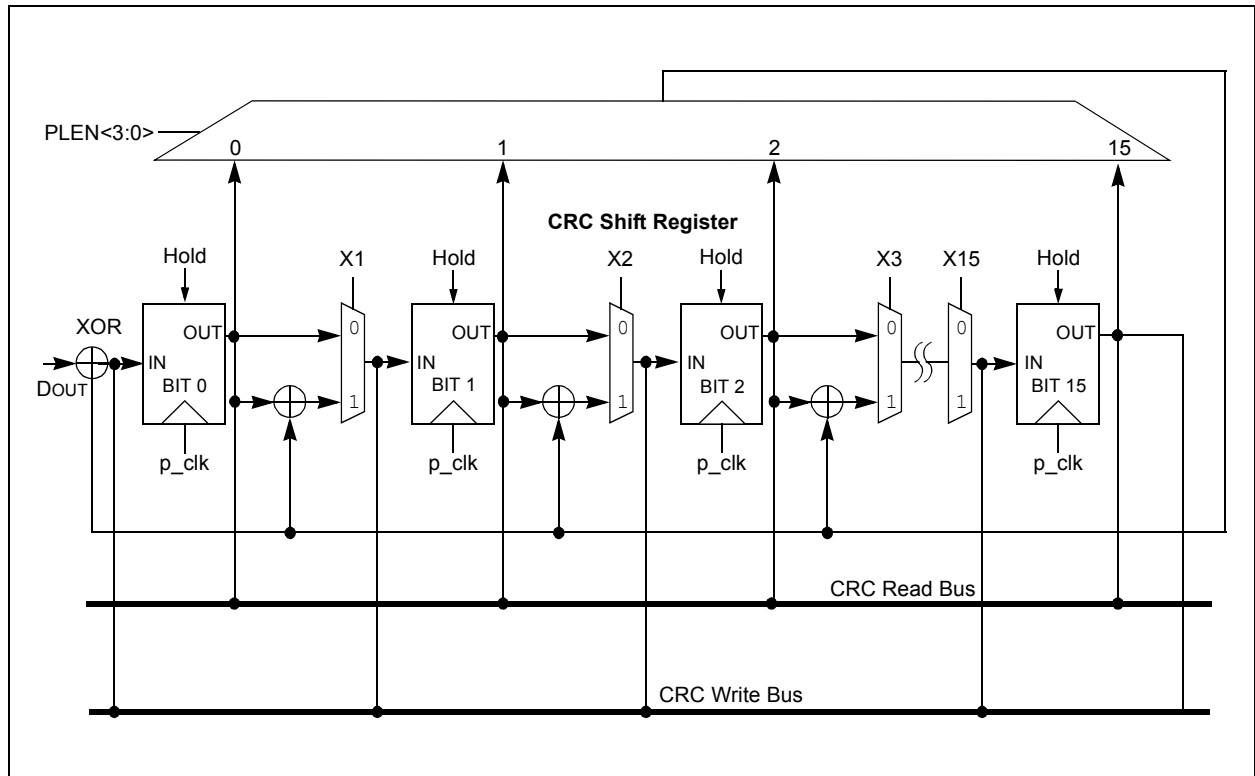 PLEN<3:0>
0 1 2 15
CRC Shift Register
Hold X1 Hold X2 Hold X3 X15 Hold
XOR
OUT 0 OUT 0 OUT 0 0 OUT
IN IN IN IN
DOUT
BIT 0 1 BIT 1 1 BIT 2 1 1 BIT 15
p_clk p_clk p_clk p_clk
CRC Read Bus
CRC Write Bus